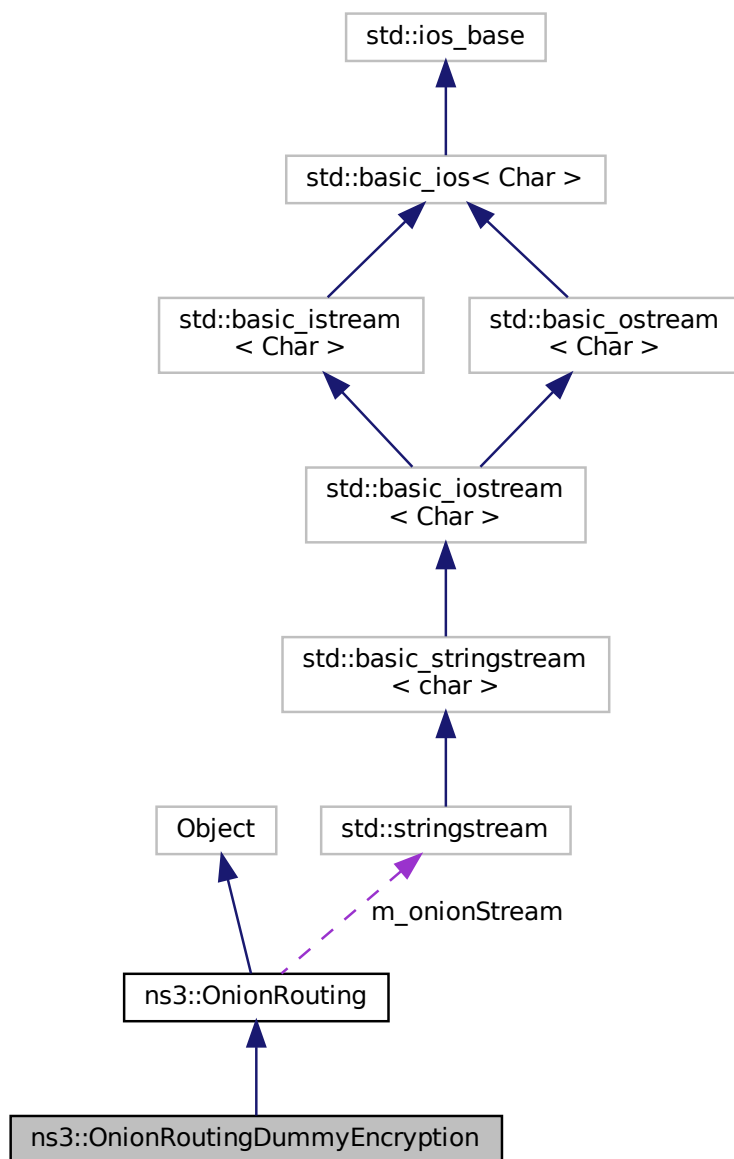 std::ios_base
std::basic_ios< Char >
std::basic_istream
< Char >
std::basic_ostream
< Char >
std::basic_iostream
< Char >
std::basic_stringstream
< char >
Object
std::stringstream
m_onionStream
ns3::OnionRouting
ns3::OnionRoutingDummyEncryption